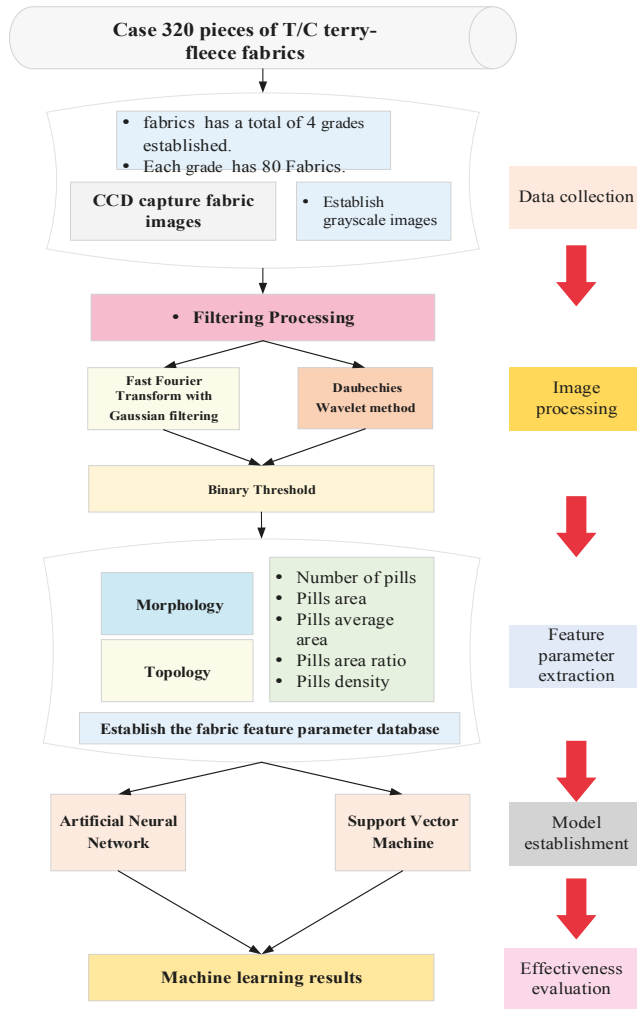 Case 320 pieces of T/C terry-
fleece fabrics
• fabrics has a total of 4 grades
established.
• Each grade has 80 Fabrics.
CCD capture fabric
images
• Establish
grayscale images
Data collection
• Filtering Processing
Fast Fourier
Transform with
Gaussian filtering
Daubechies
Wavelet method
Image
processing
Binary Threshold
Morphology
Topology
• Number of pills
• Pills area
• Pills average
area
• Pills area ratio
• Pills density
Feature
parameter
extraction
Establish the fabric feature parameter database
Artificial Neural
Network
Support Vector
Machine
Model
establishment
Machine learning results
Effectiveness
evaluation